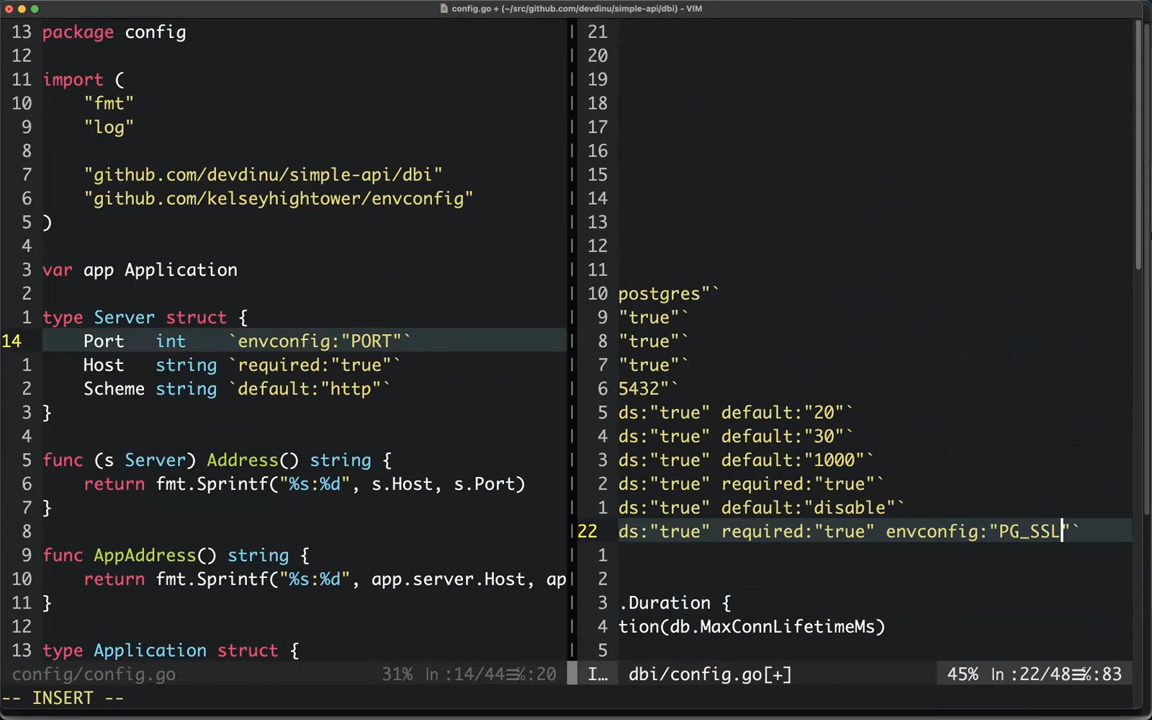 config.go + (~/src/github.com/devdinu/simple-api/dbi) - VIM
13 package config
12
11 import (
10 "fmt"
9 "log"
8
7 "github.com/devdinu/simple-api/dbi"
6 "github.com/kelseyhightower/envconfig"
5 )
4
3 var app Application
2
1 type Server struct {
14 Port int `envconfig:"PORT"`
1 Host string `required:"true"`
2 Scheme string `default:"http"`
3 }
4
5 func (s Server) Address() string {
6 return fmt.Sprintf("%s:%d", s.Host, s.Port)
7 }
8
9 func AppAddress() string {
10 return fmt.Sprintf("%s:%d", app.server.Host, ap
11 }
12
13 type Application struct {
config/config.go 31% ln :14/44≡℅:20
21
20
19
18
17
16
15
14
13
12
11
10 postgres"`
9 "true"`
8 "true"`
7 "true"`
6 5432"`
5 ds:"true" default:"20"`
4 ds:"true" default:"30"`
3 ds:"true" default:"1000"`
2 ds:"true" required:"true"`
1 ds:"true" default:"disable"`
22 ds:"true" required:"true" envconfig:"PG_SSL"`
1
2
3 .Duration {
4 tion(db.MaxConnLifetimeMs)
5
I… dbi/config.go[+] 45% ln :22/48≡℅:83
-- INSERT --